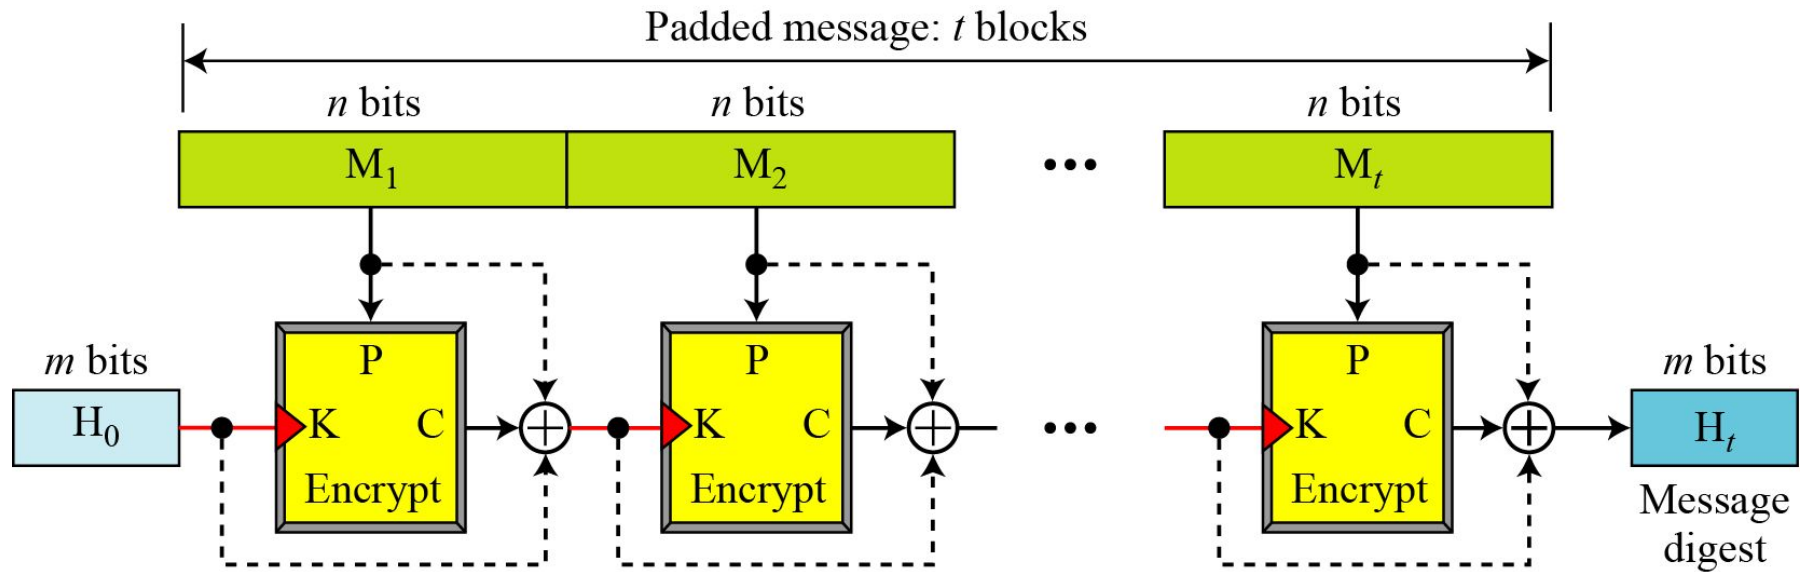 Padded message: t blocks
n bits
n bits
n bits
M₁
M₂
•••
Mₜ
m bits
H₀
P
K
C
Encrypt
P
K
C
Encrypt
•••
P
K
C
Encrypt
m bits
Hₜ
Message
digest